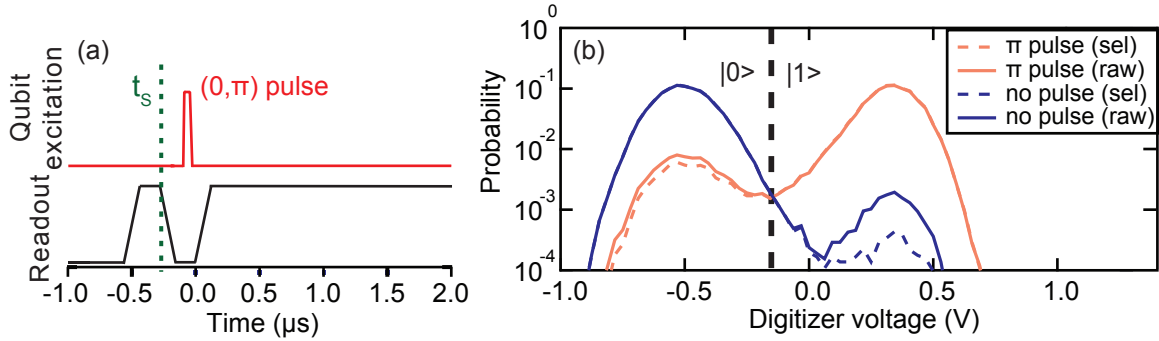 (a)
t_S
(0,π) pulse
Qubit
excitation
Readout
-1.0 -0.5 0.0 0.5 1.0 1.5 2.0
Time (µs)
(b)
|0> |1>
π pulse (sel)
π pulse (raw)
no pulse (sel)
no pulse (raw)
10^0
10^-1
10^-2
10^-3
10^-4
Probability
-1.0 -0.5 0.0 0.5 1.0
Digitizer voltage (V)